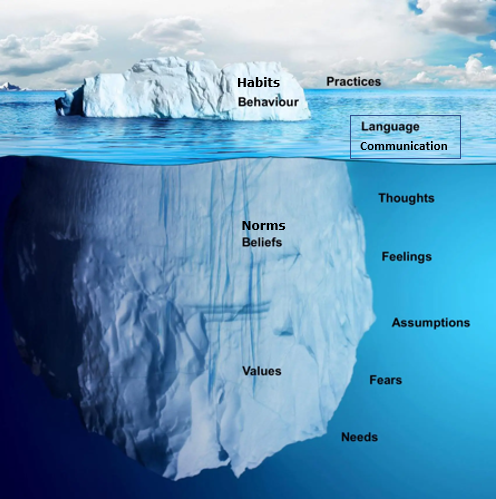 Habits
Practices
Behaviour
Language
Communication
Thoughts
Norms
Beliefs
Feelings
Assumptions
Values
Fears
Needs